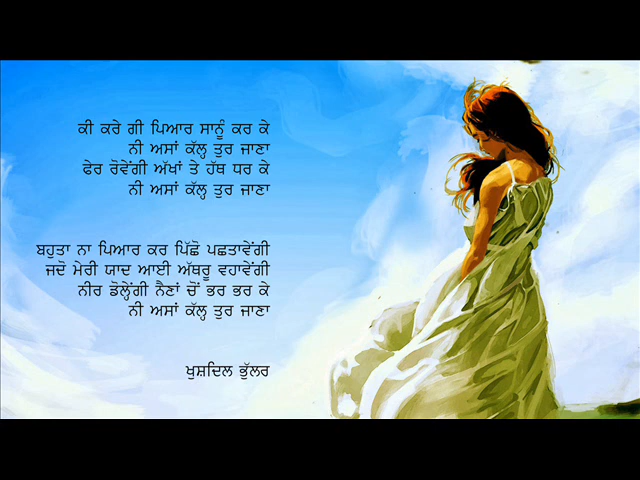 ਕੀ ਕਰੇ ਗੀ ਪਿਆਰ ਸਾਨੂੰ ਕਰ ਕੇ
ਨੀ ਅਸਾਂ ਕੱਲ੍ਹ ਤੁਰ ਜਾਣਾ
ਫੇਰ ਰੋਵੇਂਗੀ ਅੱਖਾਂ ਤੇ ਹੱਥ ਧਰ ਕੇ
ਨੀ ਅਸਾਂ ਕੱਲ੍ਹ ਤੁਰ ਜਾਣਾ
ਬਹੁਤਾ ਨਾ ਪਿਆਰ ਕਰ ਪਿੱਛੋ ਪਛਤਾਵੇਂਗੀ
ਜਦੋ ਮੇਰੀ ਯਾਦ ਆਈ ਅੱਥਰੂ ਵਹਾਵੇਂਗੀ
ਨੀਰ ਡੋਲ੍ਹੇਂਗੀ ਨੈਣਾਂ ਚੋਂ ਭਰ ਭਰ ਕੇ
ਨੀ ਅਸਾਂ ਕੱਲ੍ਹ ਤੁਰ ਜਾਣਾ
ਖੁਸ਼ਦਿਲ ਭੁੱਲਰ